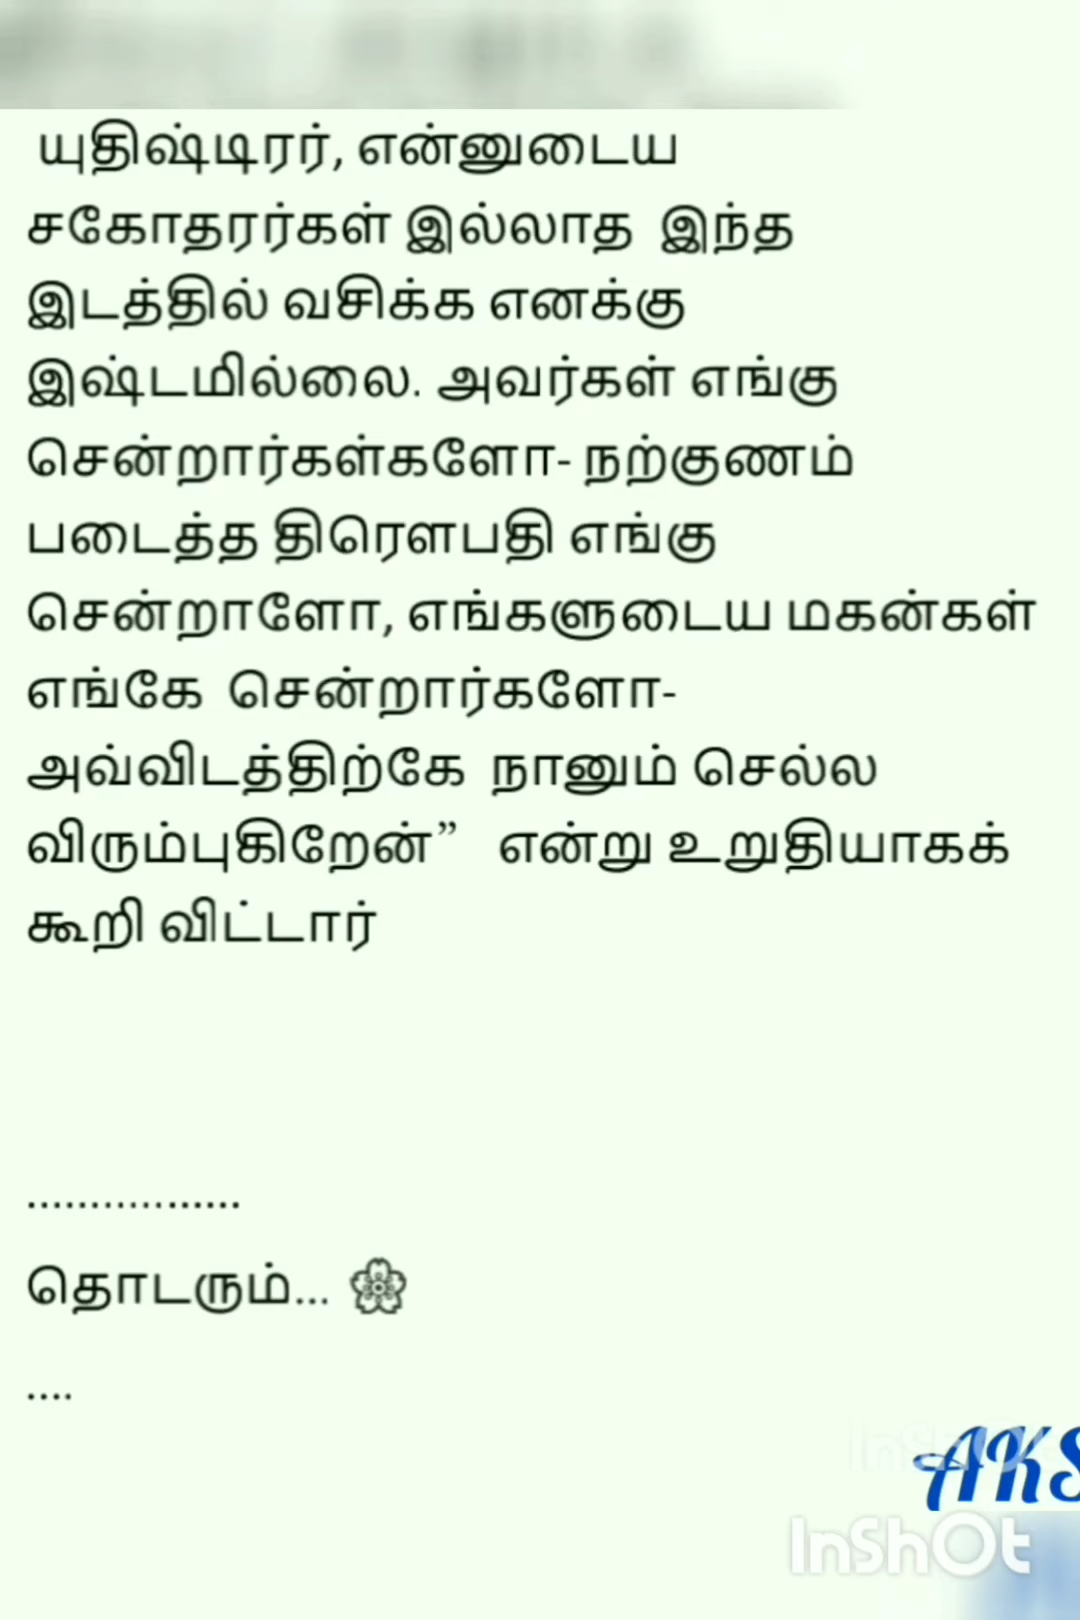 யுதிஷ்டிரர், என்னுடைய
சகோதரர்கள் இல்லாத இந்த
இடத்தில் வசிக்க எனக்கு
இஷ்டமில்லை. அவர்கள் எங்கு
சென்றார்கள்களோ- நற்குணம்
படைத்த திரௌபதி எங்கு
சென்றாளோ, எங்களுடைய மகன்கள்
எங்கே சென்றார்களோ-
அவ்விடத்திற்கே நானும் செல்ல
விரும்புகிறேன்” என்று உறுதியாகக்
கூறி விட்டார்
.................
தொடரும்... 🌸
....
AKS
InShOt